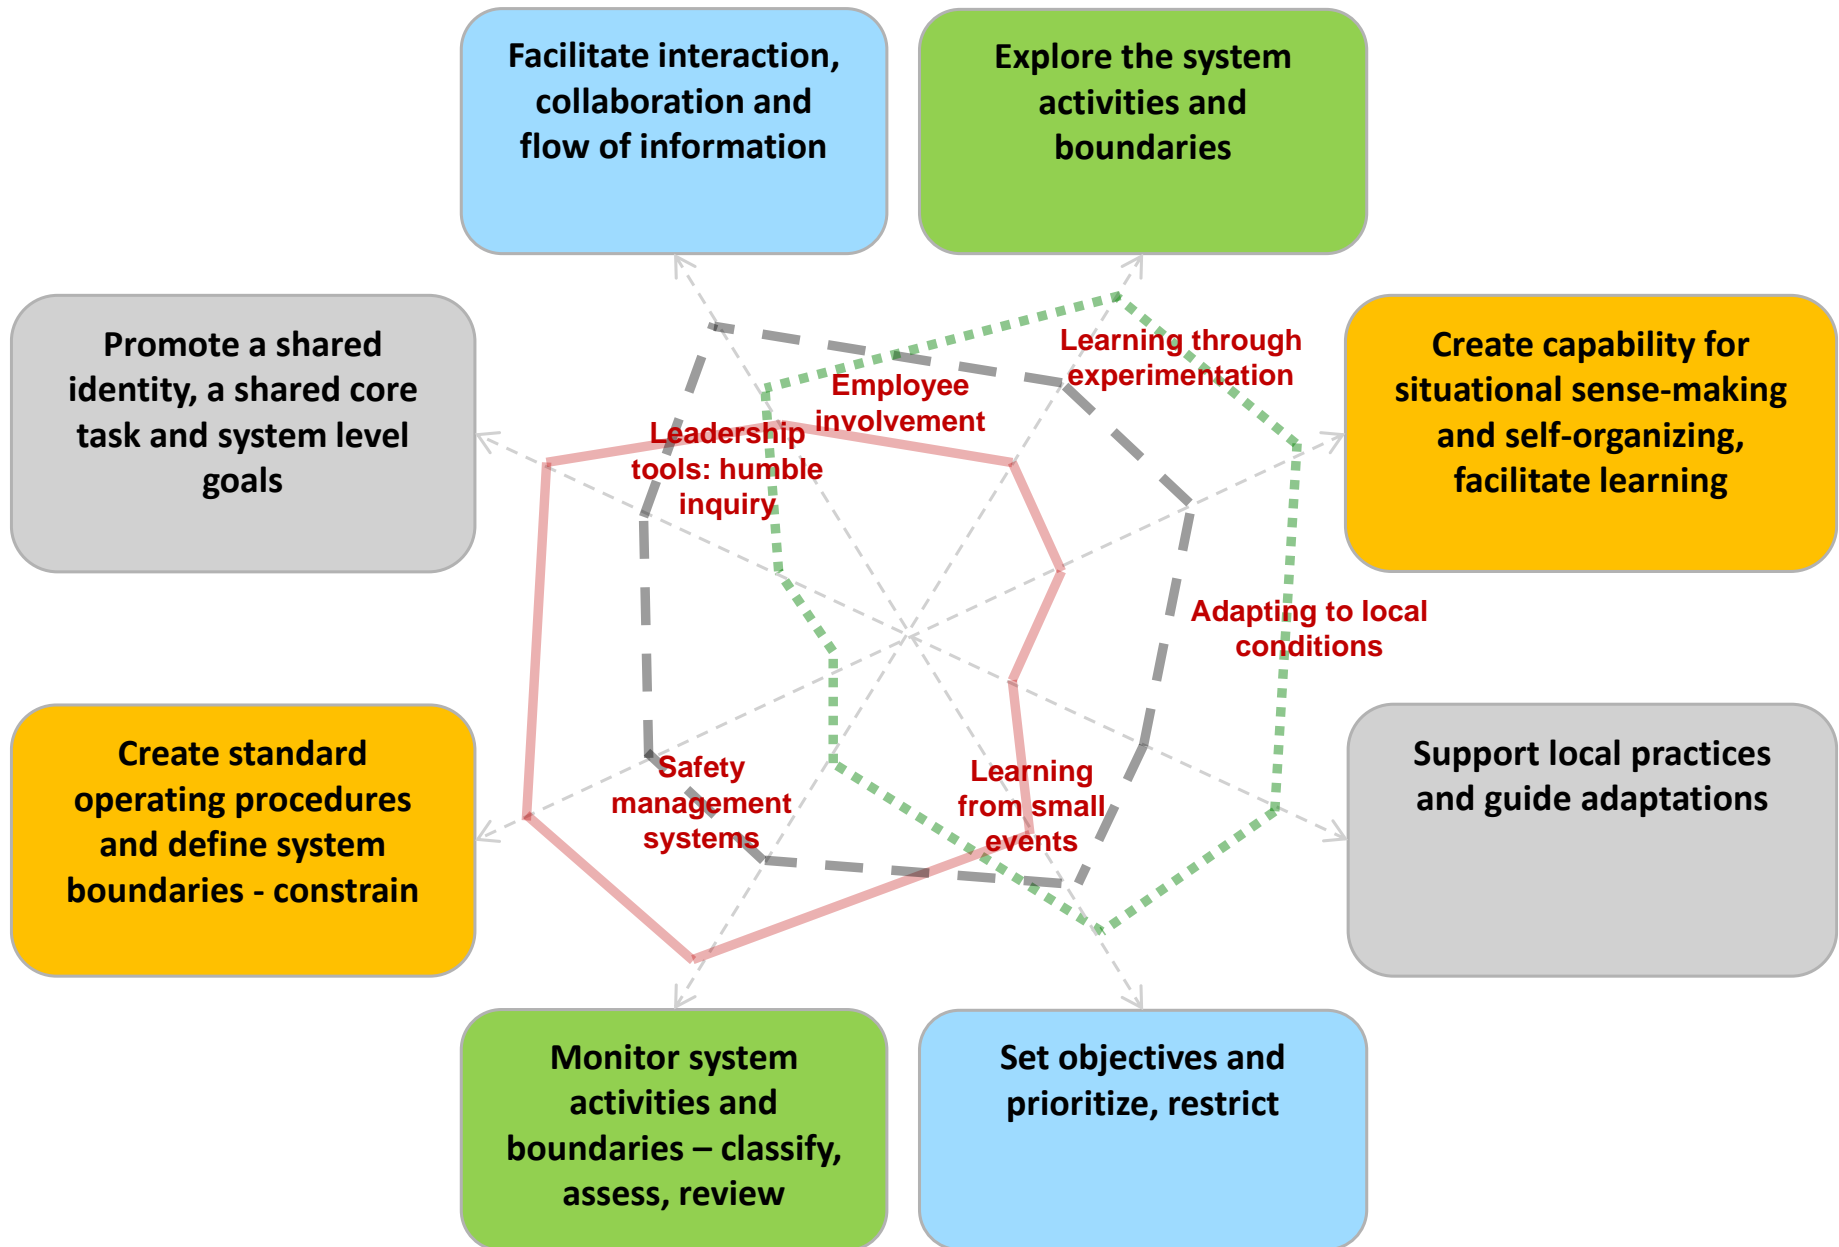 Facilitate interaction,
collaboration and
flow of information
Explore the system
activities and
boundaries
Promote a shared
identity, a shared core
task and system level
goals
Create capability for
situational sense-making
and self-organizing,
facilitate learning
Learning through
experimentation
Employee
involvement
Leadership
tools: humble
inquiry
Adapting to local
conditions
Create standard
operating procedures
and define system
boundaries - constrain
Support local practices
and guide adaptations
Safety
management
systems
Learning
from small
events
Monitor system
activities and
boundaries – classify,
assess, review
Set objectives and
prioritize, restrict